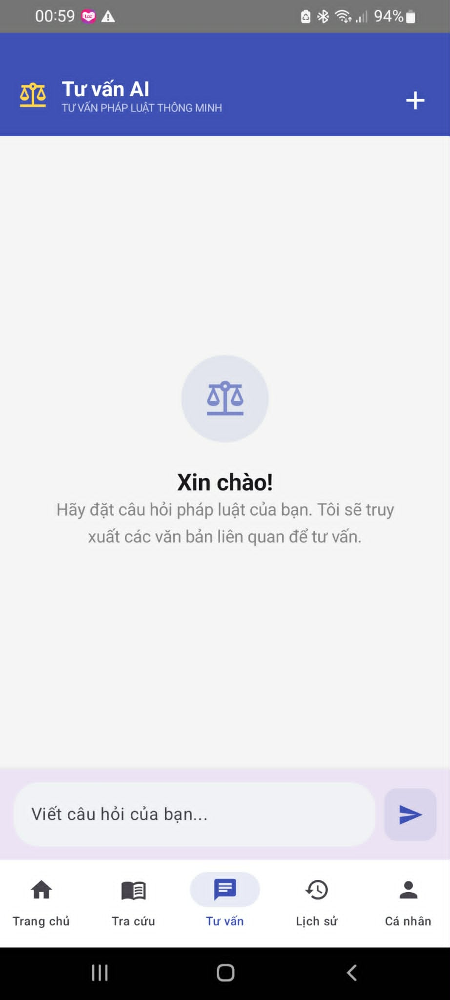 00:59
Laz
94%
Tư vấn AI
TƯ VẤN PHÁP LUẬT THÔNG MINH
Xin chào!
Hãy đặt câu hỏi pháp luật của bạn. Tôi sẽ truy
xuất các văn bản liên quan để tư vấn.
Viết câu hỏi của bạn...
Trang chủ
Tra cứu
Tư vấn
Lịch sử
Cá nhân